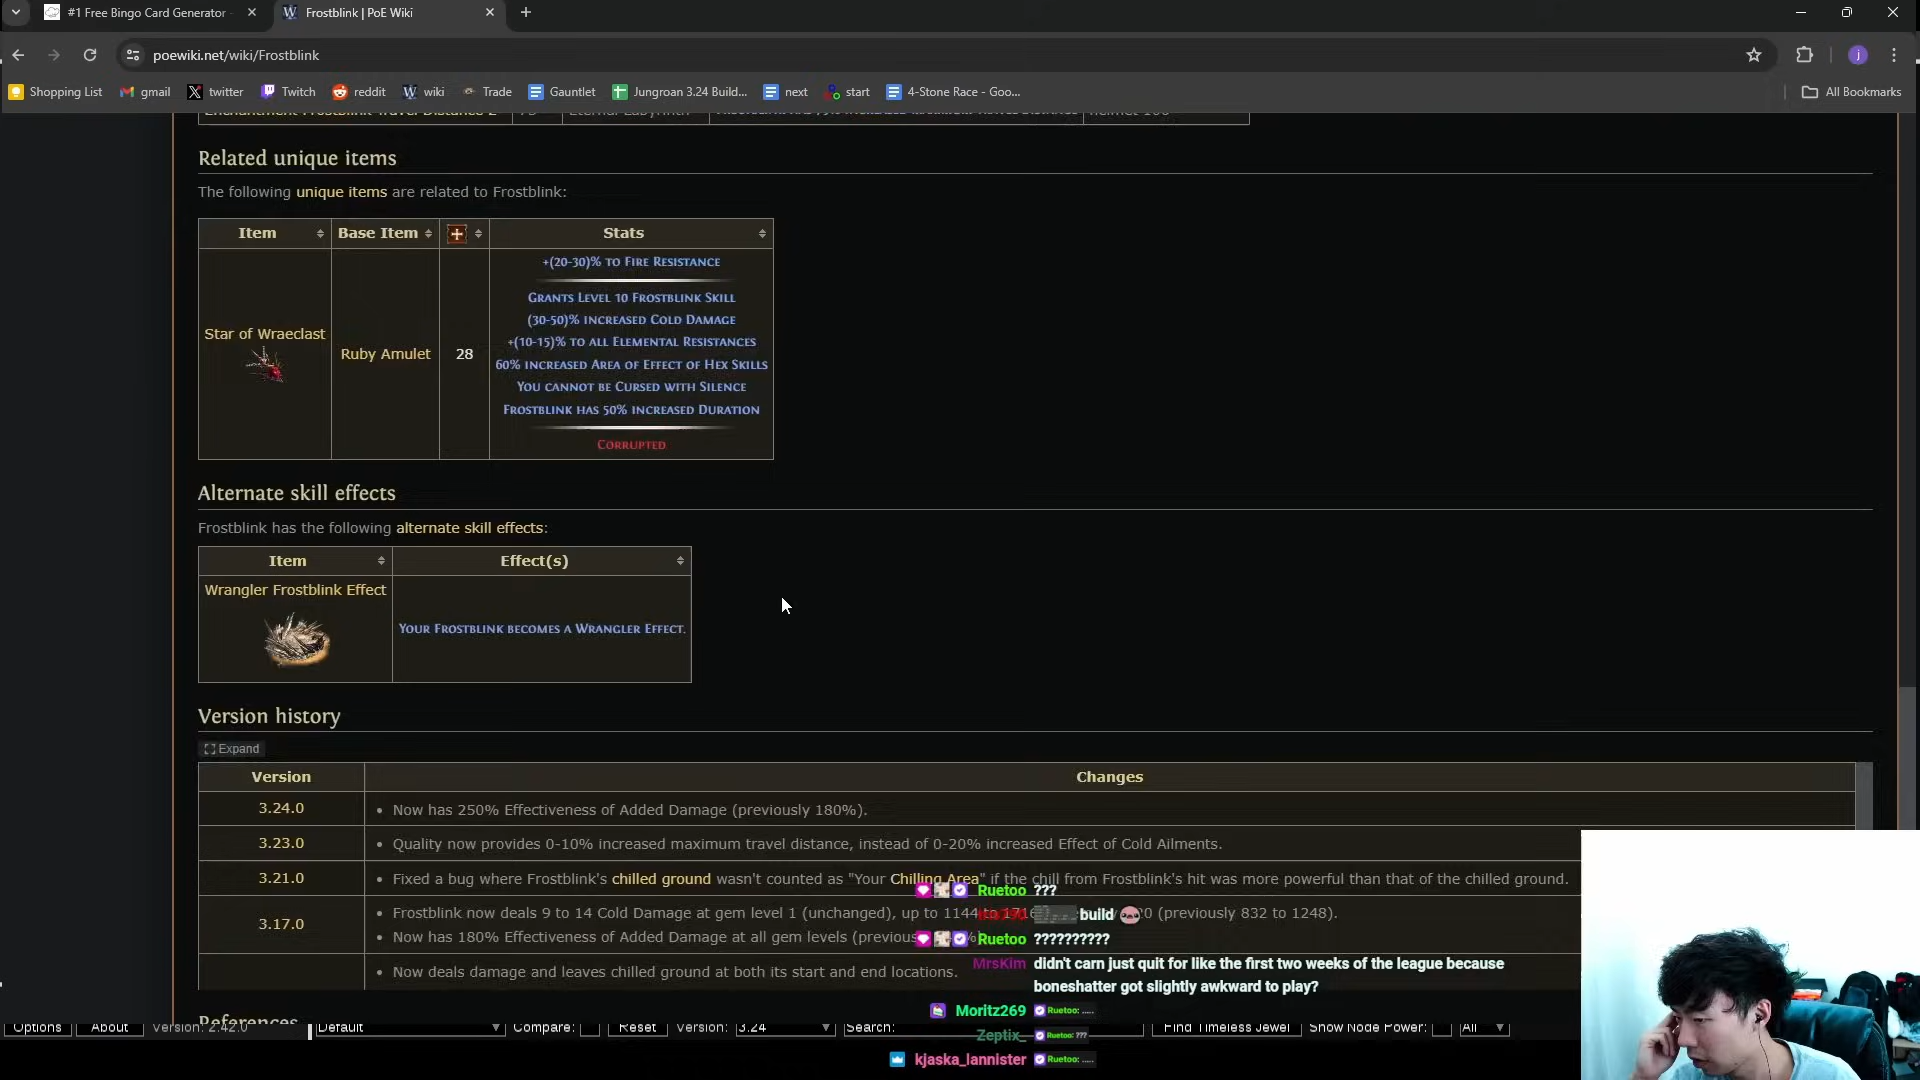 #1 Free Bingo Card Generator
Frostblink | PoE Wiki
poewiki.net/wiki/Frostblink
j
Shopping List
gmail
twitter
Twitch
reddit
wiki
Trade
Gauntlet
Jungroan 3.24 Build...
next
start
4-Stone Race - Goo...
All Bookmarks
Related unique items
The following unique items are related to Frostblink:
Item
Base Item
Stats
Star of Wraeclast
Ruby Amulet
28
+(20-30)% to Fire Resistance
Grants Level 10 Frostblink Skill
(30-50)% increased Cold Damage
+(10-15)% to all Elemental Resistances
60% increased Area of Effect of Hex Skills
You cannot be Cursed with Silence
Frostblink has 50% increased Duration
Corrupted
Alternate skill effects
Frostblink has the following alternate skill effects:
Item
Effect(s)
Wrangler Frostblink Effect
Your Frostblink becomes a Wrangler Effect.
Version history
Expand
Version
Changes
3.24.0
• Now has 250% Effectiveness of Added Damage (previously 180%).
3.23.0
• Quality now provides 0-10% increased maximum travel distance, instead of 0-20% increased Effect of Cold Ailments.
3.21.0
• Fixed a bug where Frostblink's chilled ground wasn't counted as "Your Chilling Area" if the chill from Frostblink's hit was more powerful than that of the chilled ground.
3.17.0
• Frostblink now deals 9 to 14 Cold Damage at gem level 1 (unchanged), up to 1144 to 1716 (previously 832 to 1248).
• Now has 180% Effectiveness of Added Damage at all gem levels
• Now deals damage and leaves chilled ground at both its start and end locations.
References
Ruetoo ???
build
Ruetoo ??????????
MrsKim didn't carn just quit for like the first two weeks of the league because
boneshatter got slightly awkward to play?
Moritz269 Ruetoo: .....
Zeptix_ Ruetoo: ???
kjaska_lannister Ruetoo: .....
Options
About
Version: 2.42.0
Default
Compare:
Reset
Version:
3.24
Search:
Find Timeless Jewel
Show Node Power:
All